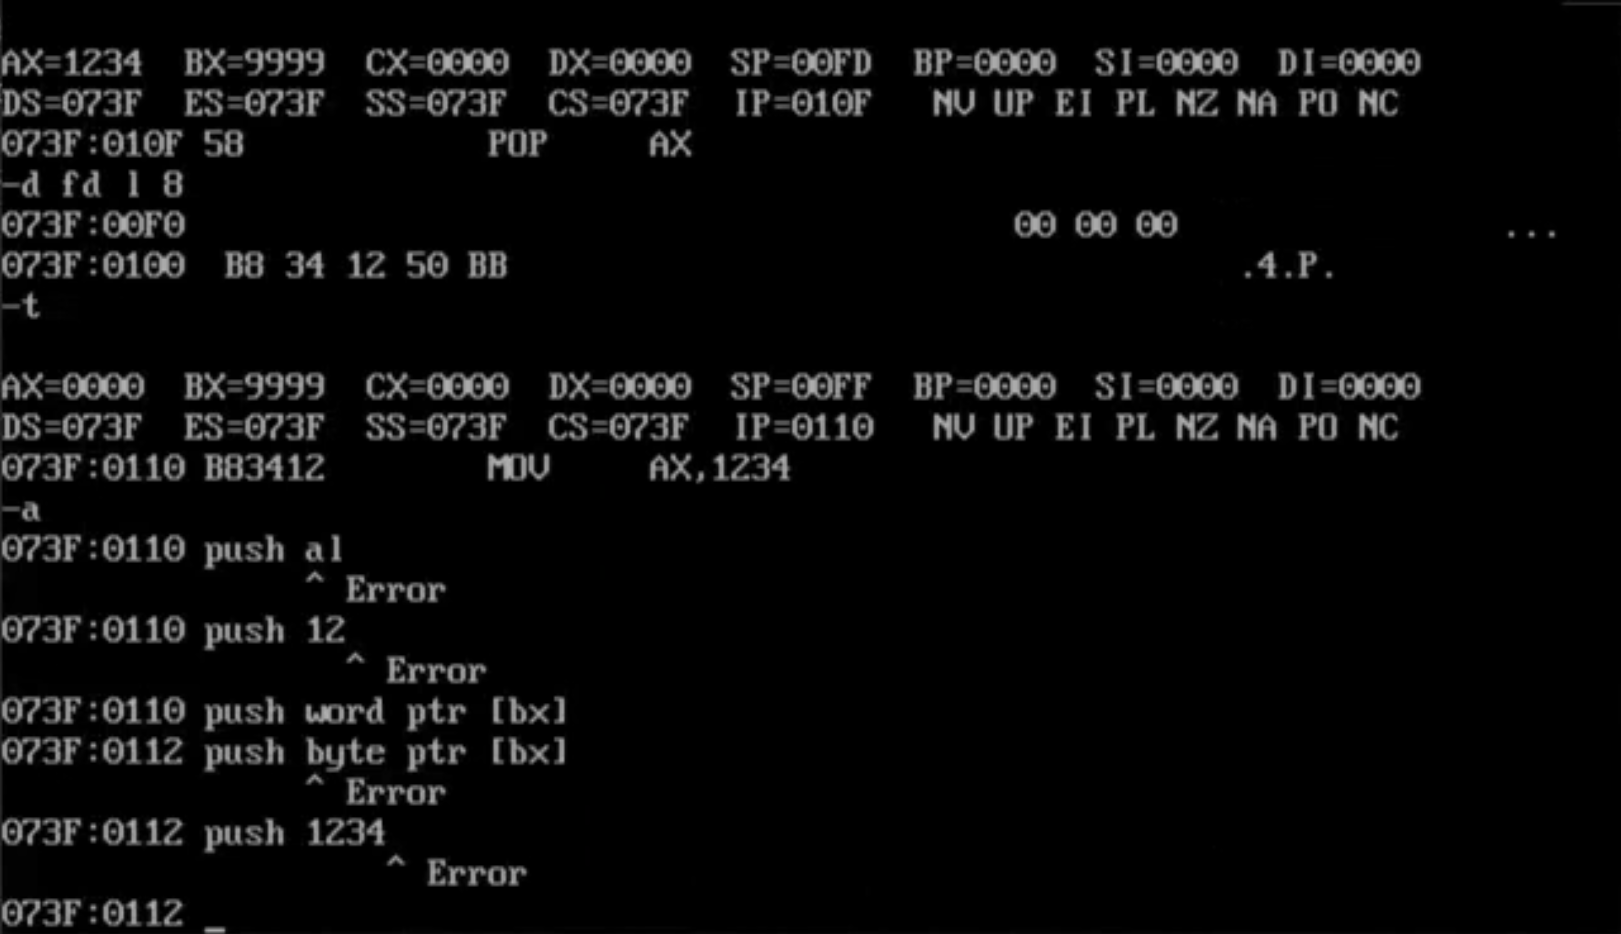 AX=1234  BX=9999  CX=0000  DX=0000  SP=00FD  BP=0000  SI=0000  DI=0000
DS=073F  ES=073F  SS=073F  CS=073F  IP=010F   NV UP EI PL NZ NA PO NC
073F:010F 58            POP     AX
-d fd l 8
073F:00F0                                         00 00 00                ...
073F:0100  B8 34 12 50 BB                                    .4.P.
-t
AX=0000  BX=9999  CX=0000  DX=0000  SP=00FF  BP=0000  SI=0000  DI=0000
DS=073F  ES=073F  SS=073F  CS=073F  IP=0110   NV UP EI PL NZ NA PO NC
073F:0110 B83412        MOV     AX,1234
-a
073F:0110 push al
               ^ Error
073F:0110 push 12
                 ^ Error
073F:0110 push word ptr [bx]
073F:0112 push byte ptr [bx]
               ^ Error
073F:0112 push 1234
                   ^ Error
073F:0112 _